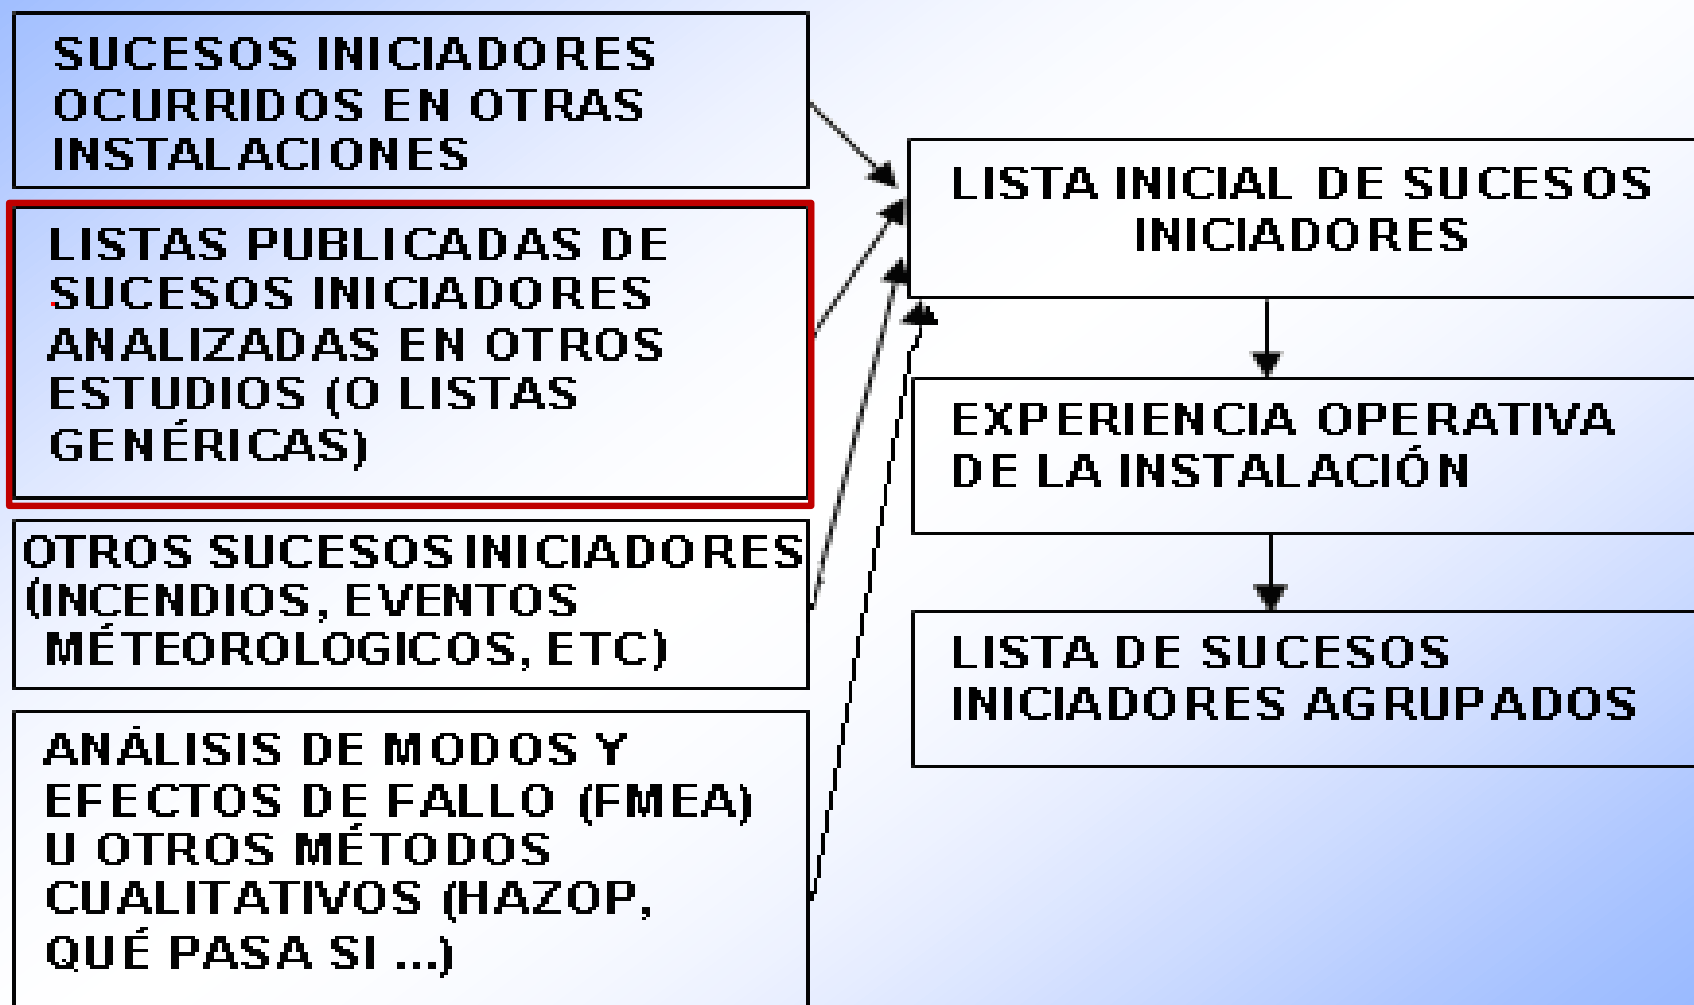 SUCESOS INICIADORES
OCURRIDOS EN OTRAS
INSTALACIONES
LISTAS PUBLICADAS DE
SUCESOS INICIADORES
ANALIZADAS EN OTROS
ESTUDIOS (O LISTAS
GENÉRICAS)
OTROS SUCESOS INICIADORES
(INCENDIOS, EVENTOS
MÉTEOROLOGICOS, ETC)
ANÁLISIS DE MODOS Y
EFECTOS DE FALLO (FMEA)
U OTROS MÉTODOS
CUALITATIVOS (HAZOP,
QUÉ PASA SI ...)
LISTA INICIAL DE SUCESOS
INICIADORES
EXPERIENCIA OPERATIVA
DE LA INSTALACIÓN
LISTA DE SUCESOS
INICIADORES AGRUPADOS